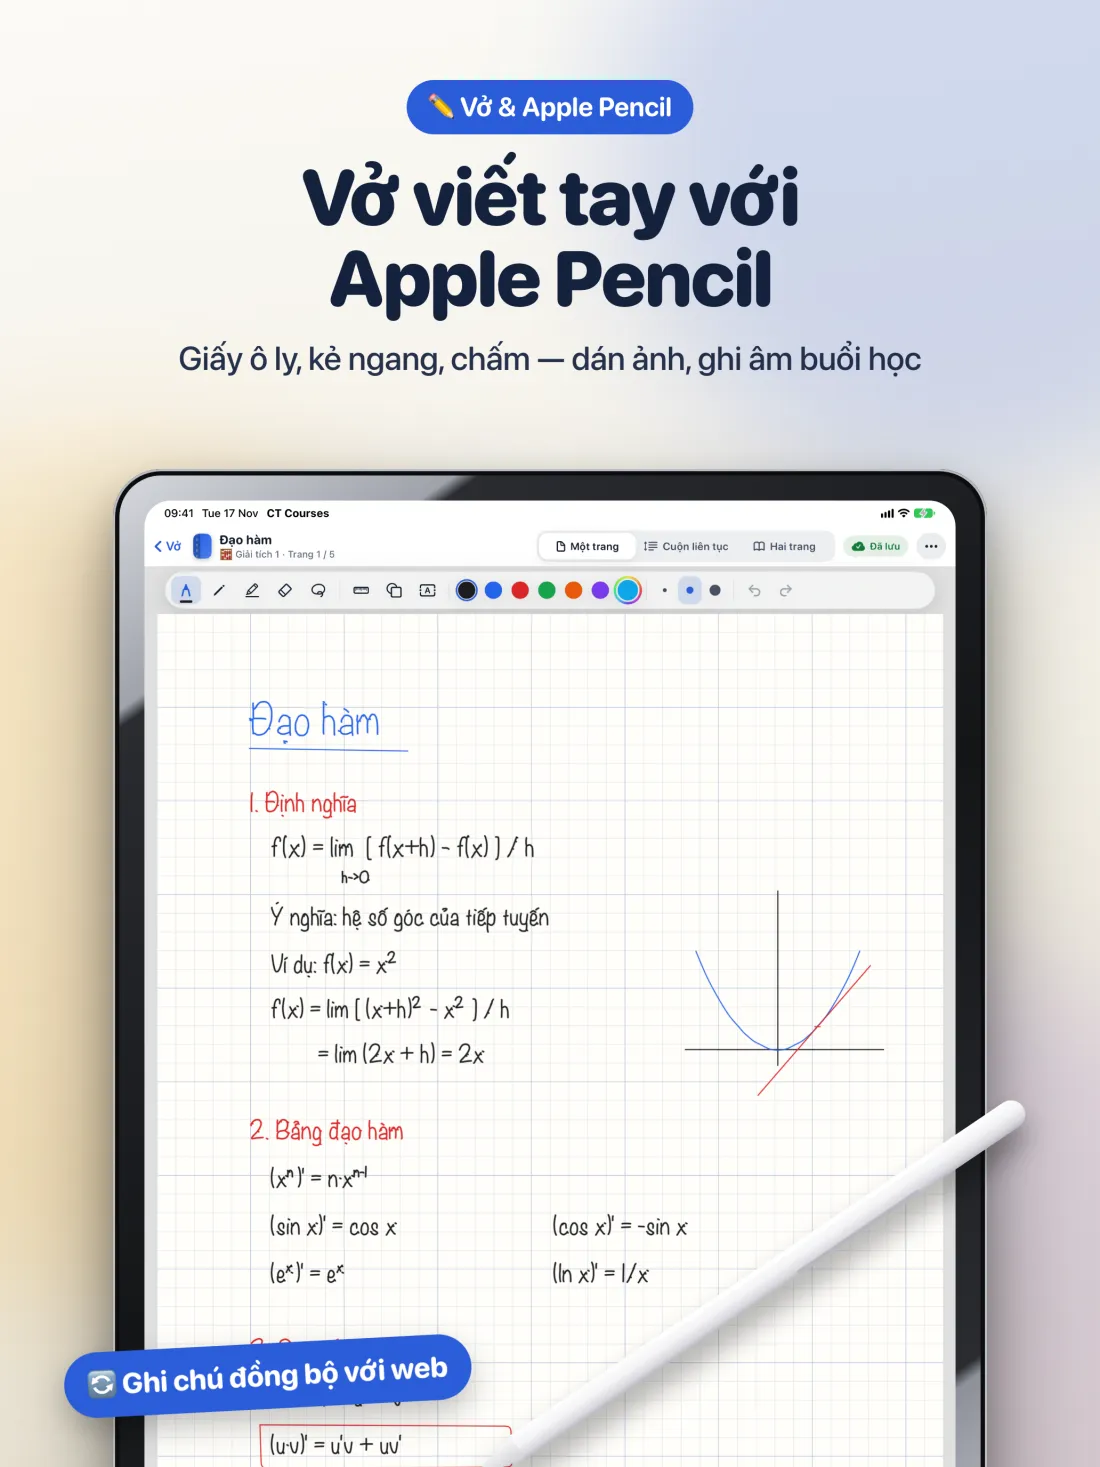 ✏️ Vở & Apple Pencil
Vở viết tay với
Apple Pencil
Giấy ô ly, kẻ ngang, chấm — dán ảnh, ghi âm buổi học
09:41 Tue 17 Nov CT Courses
Vở
Đạo hàm
Giải tích 1 · Trang 1 / 5
Một trang
Cuộn liên tục
Hai trang
Đã lưu
A
Đạo hàm
1. Định nghĩa
f'(x) = lim [ f(x+h) - f(x) ] / h
h->0
Ý nghĩa: hệ số góc của tiếp tuyến
Ví dụ: f(x) = x²
f'(x) = lim [ (x+h)² - x² ] / h
= lim (2x + h) = 2x
2. Bảng đạo hàm
(xⁿ)' = n·xⁿ⁻¹
(sin x)' = cos x
(cos x)' = -sin x
(eˣ)' = eˣ
(ln x)' = 1/x
Ghi chú đồng bộ với web
(u·v)' = u'v + uv'